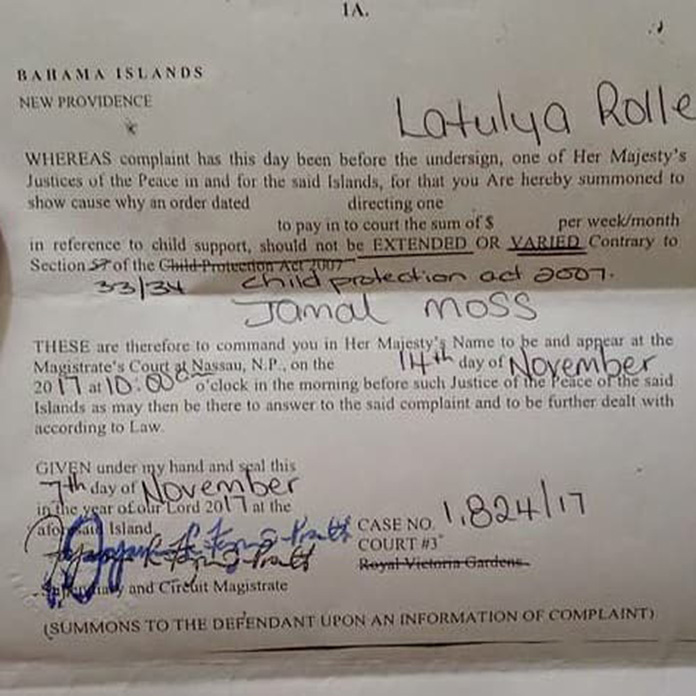 1A.
BAHAMA ISLANDS
NEW PROVIDENCE
Latulya Rolle
WHEREAS complaint has this day been before the undersign, one of Her Majesty's
Justices of the Peace in and for the said Islands, for that you Are hereby summoned to
show cause why an order dated directing one
to pay in to court the sum of $ per week/month
in reference to child support, should not be EXTENDED OR VARIED Contrary to
Section 57 of the Child Protection Act 2007
33/34 Child protection act 2007.
Jamal Moss
THESE are therefore to command you in Her Majesty's Name to be and appear at the
Magistrate's Court at Nassau, N.P., on the 14th day of November
2017 at 10:00 o'clock in the morning before such Justice of the Peace of the said
Islands as may then be there to answer to the said complaint and to be further dealt with
according to Law.
GIVEN under my hand and seal this
7th day of November
in the year of our Lord 2017 at the
aforesaid Island
CASE NO. 1,824/17
COURT #3
Royal Victoria Gardens
and Circuit Magistrate
(SUMMONS TO THE DEFENDANT UPON AN INFORMATION OF COMPLAINT)